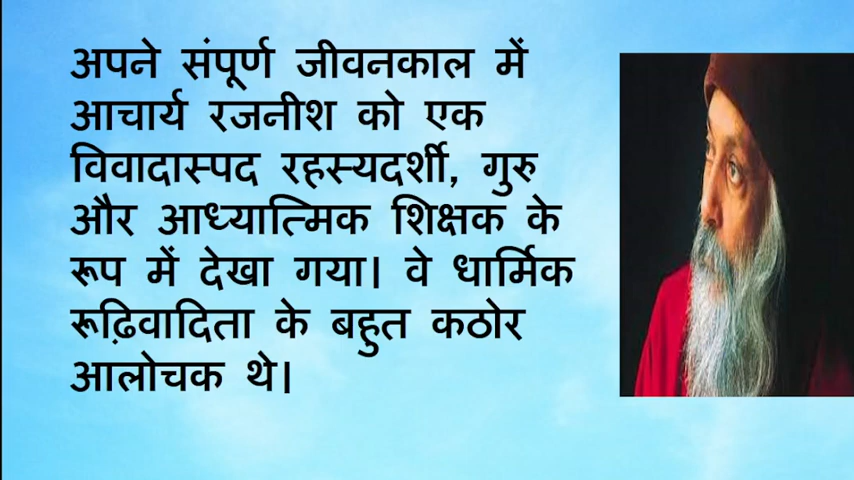 अपने संपूर्ण जीवनकाल में
आचार्य रजनीश को एक
विवादास्पद रहस्यदर्शी, गुरु
और आध्यात्मिक शिक्षक के
रूप में देखा गया। वे धार्मिक
रूढ़िवादिता के बहुत कठोर
आलोचक थे।